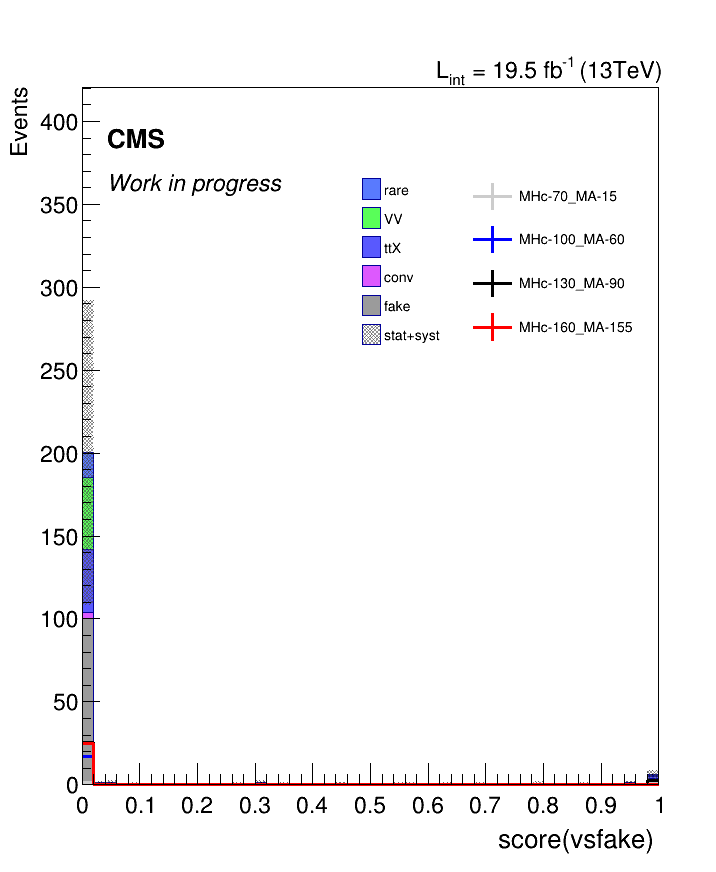 L_int = 19.5 fb^-1 (13TeV)
Events
CMS
Work in progress
rare
VV
ttX
conv
fake
stat+syst
MHc-70_MA-15
MHc-100_MA-60
MHc-130_MA-90
MHc-160_MA-155
400
350
300
250
200
150
100
50
0
0 0.1 0.2 0.3 0.4 0.5 0.6 0.7 0.8 0.9 1
score(vsfake)